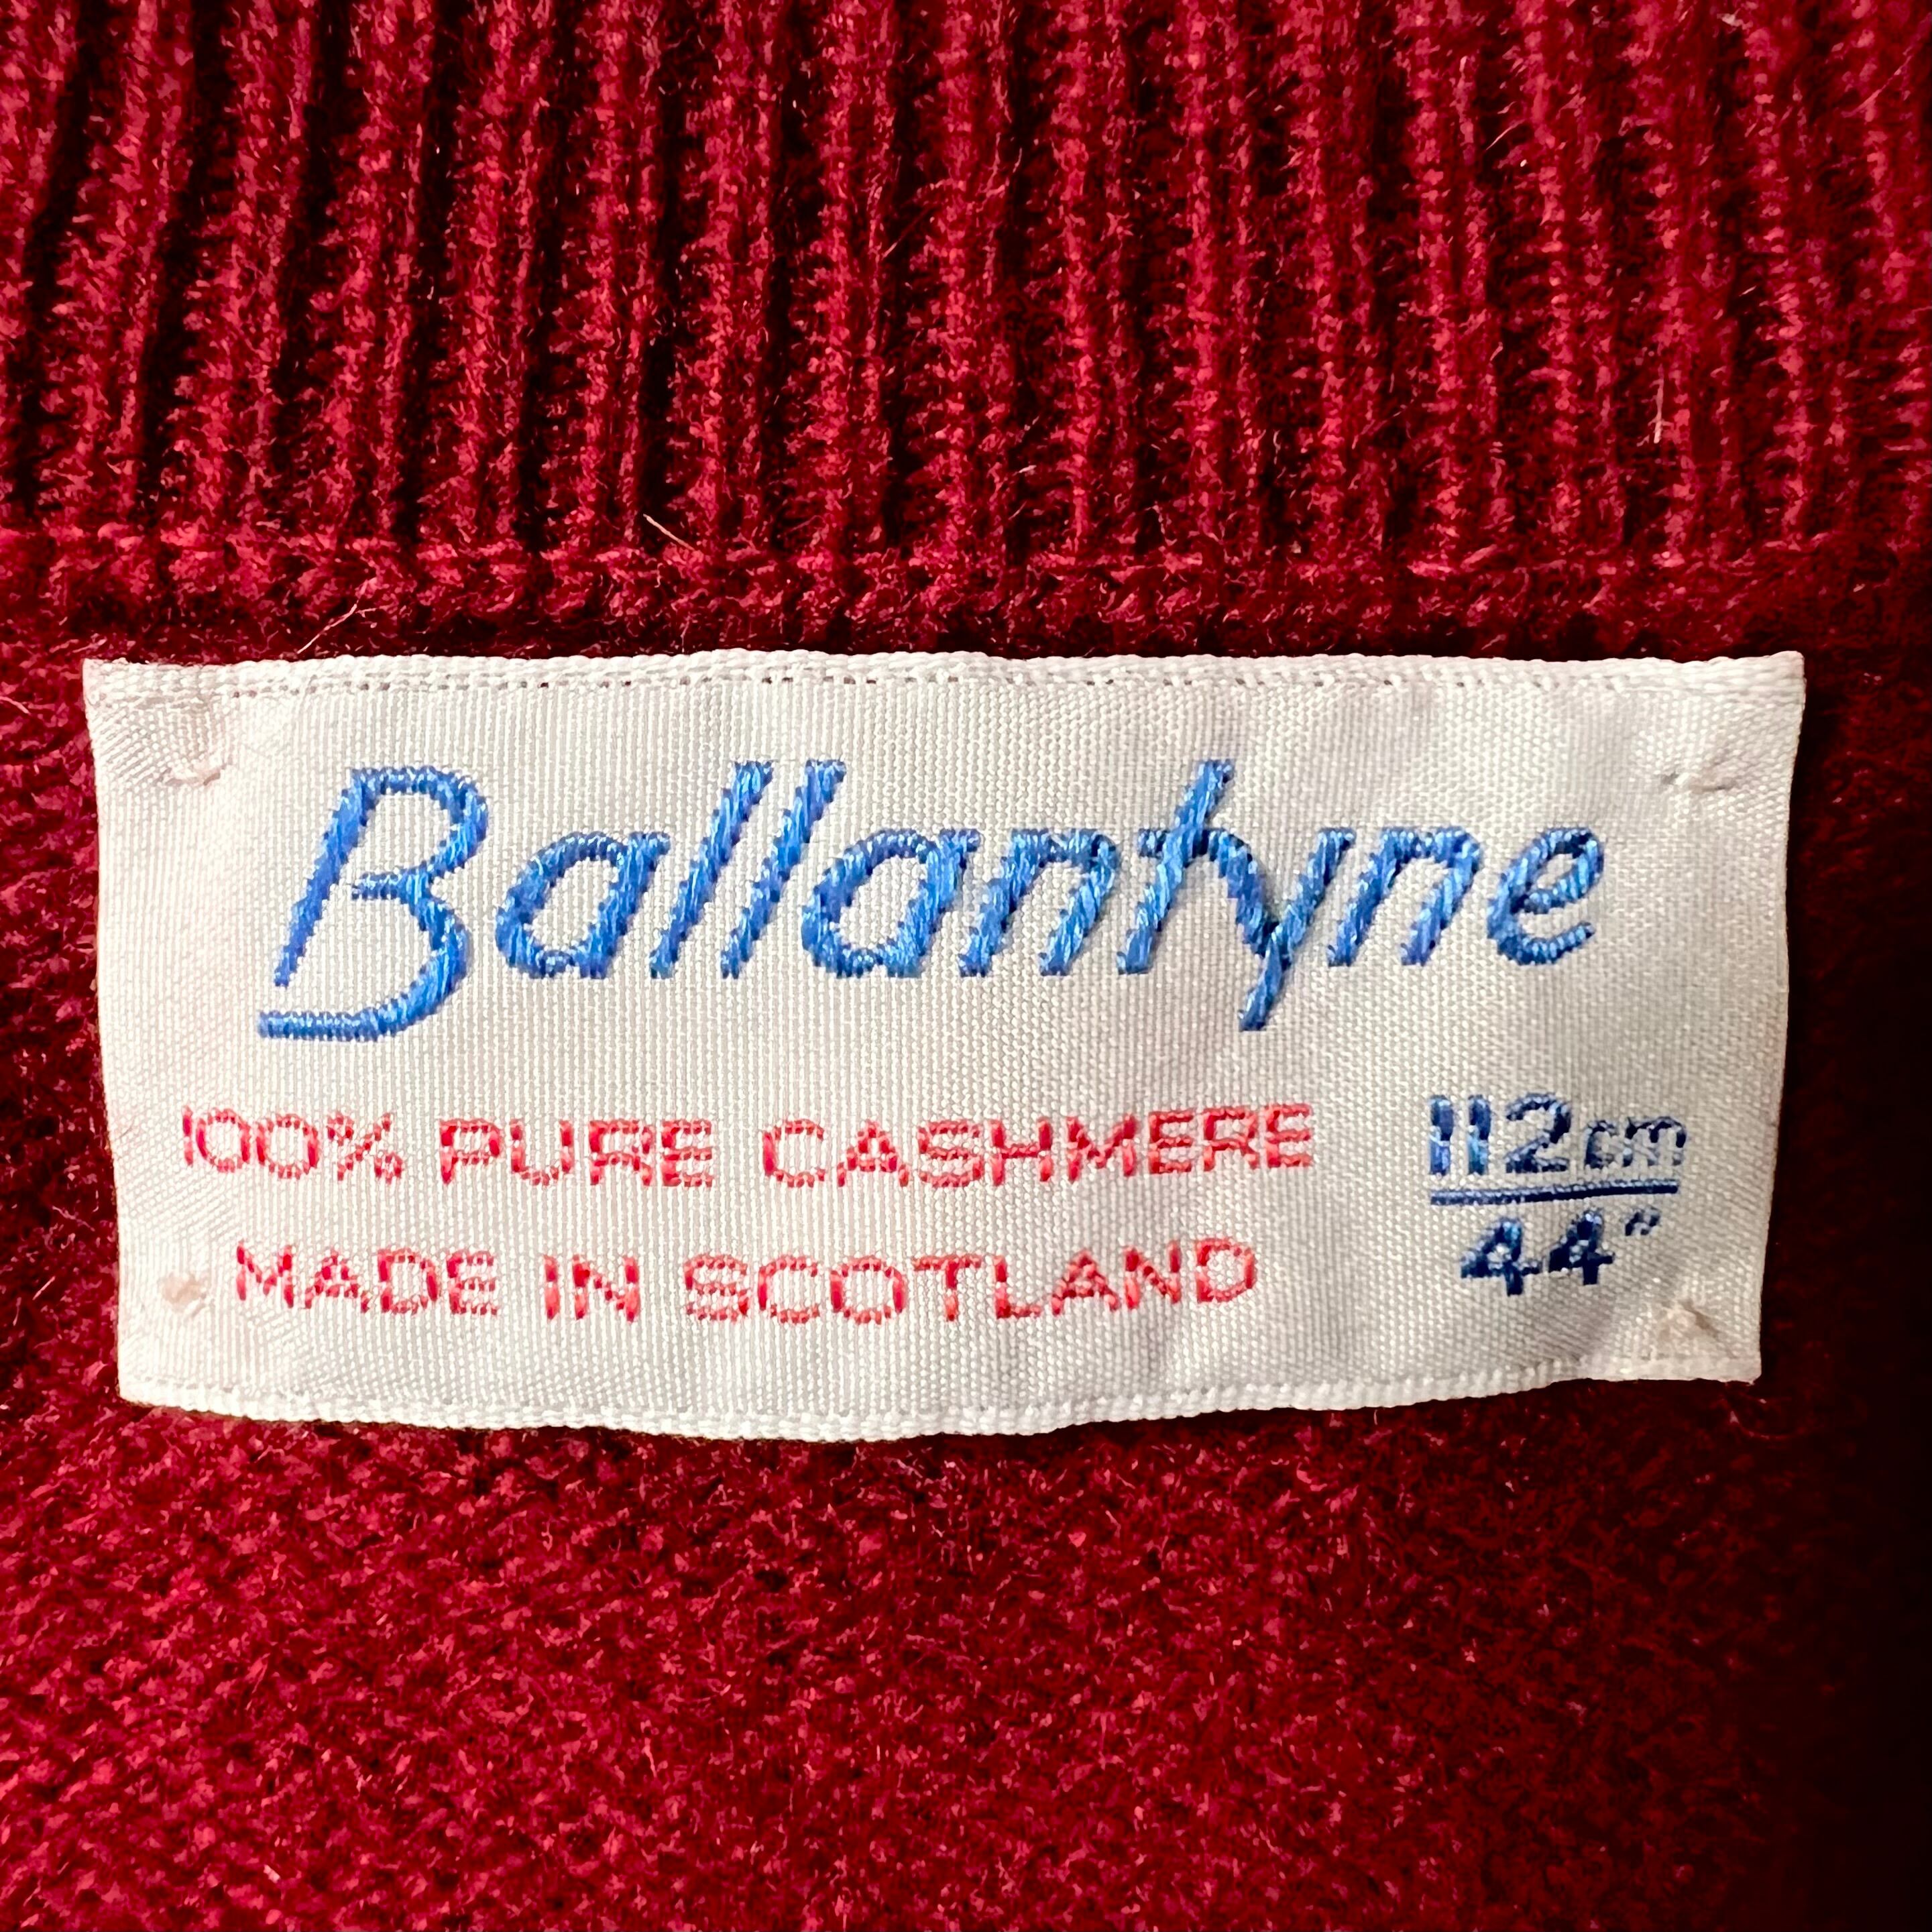 Ballantyne
100% PURE CASHMERE
MADE IN SCOTLAND
112cm
44"